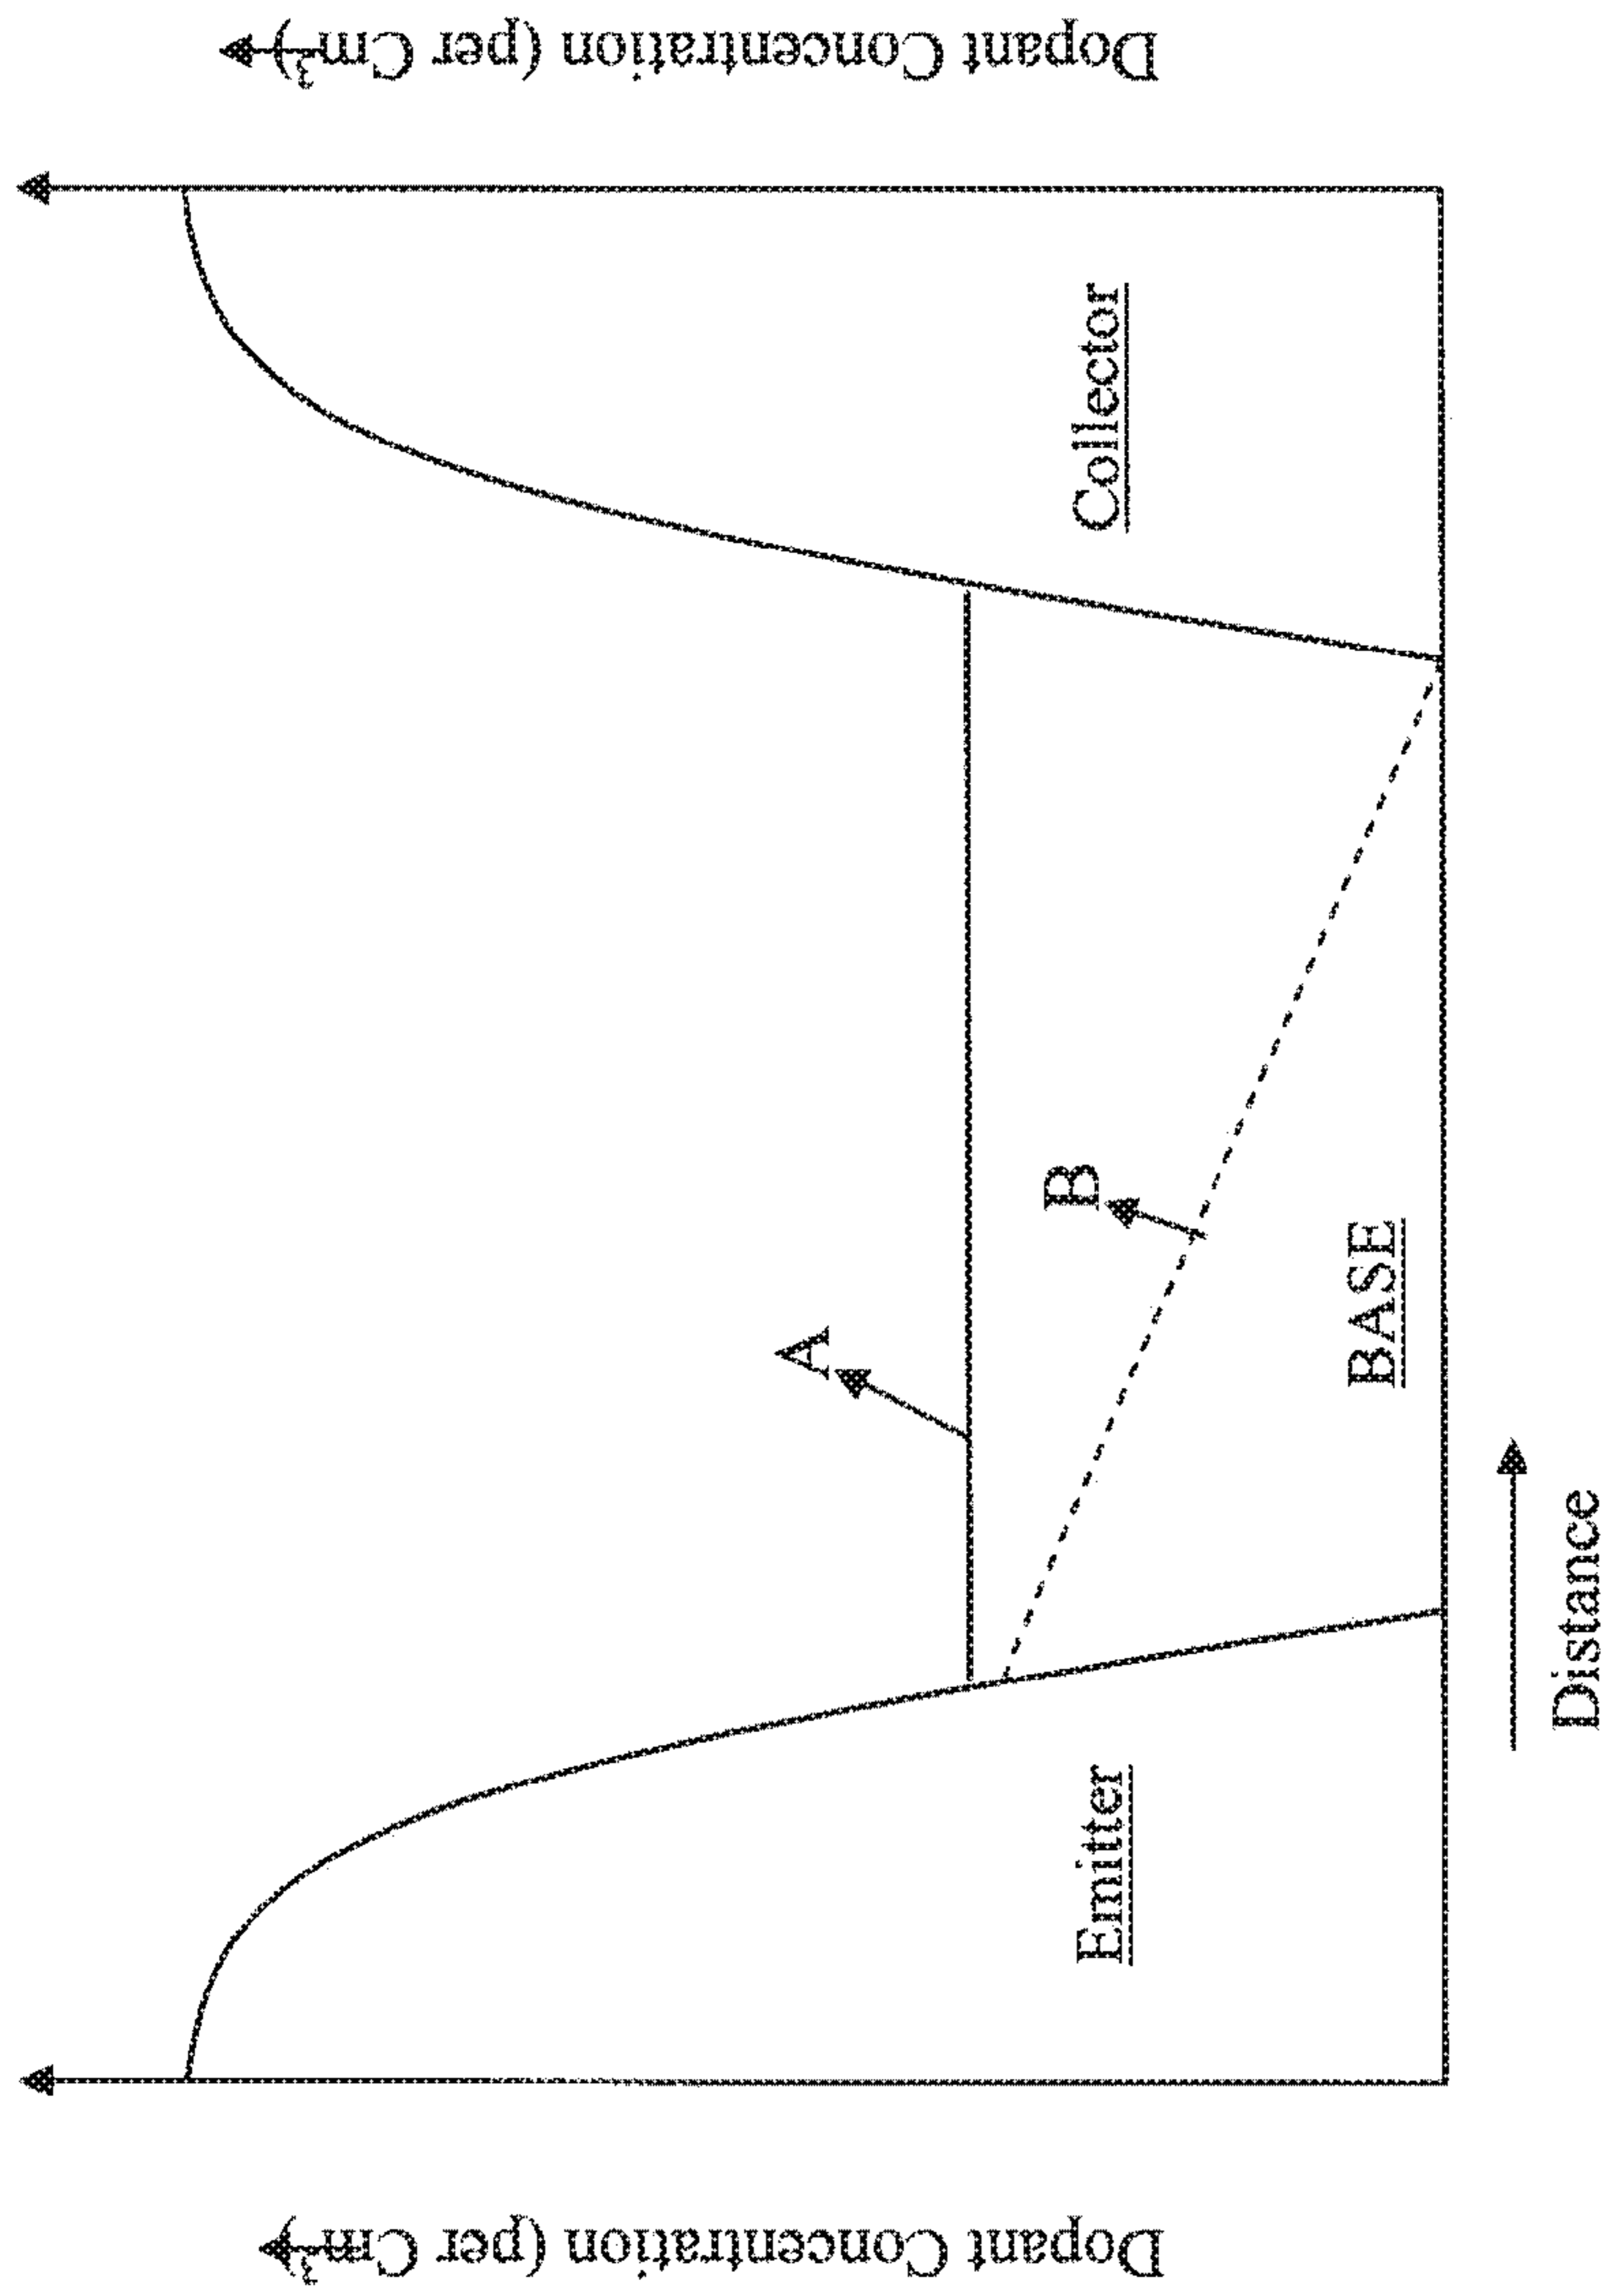 Dopant Concentration (per Cm³)
Dopant Concentration (per Cm³)
A
B
Emitter
Collector
BASE
Distance